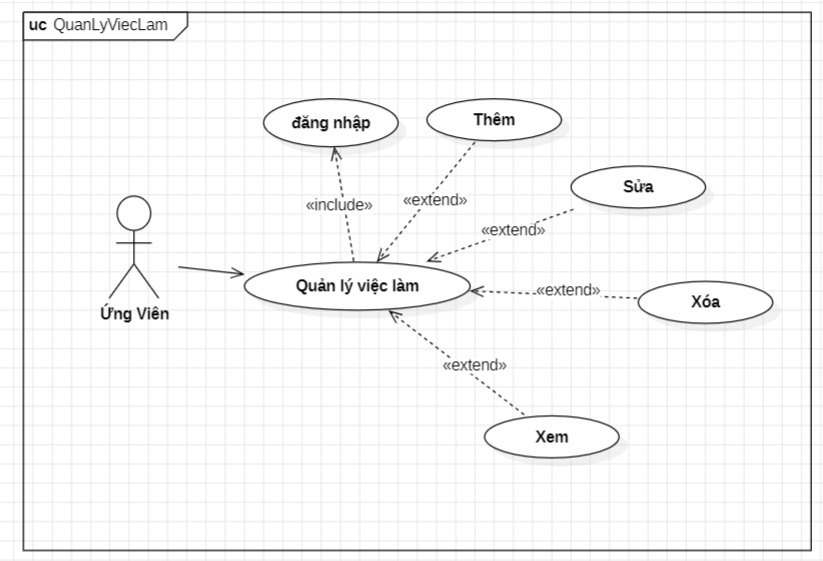 uc QuanLyViecLam
đăng nhập
Thêm
Sửa
«include»
«extend»
«extend»
Quản lý việc làm
«extend»
Xóa
Ứng Viên
«extend»
Xem